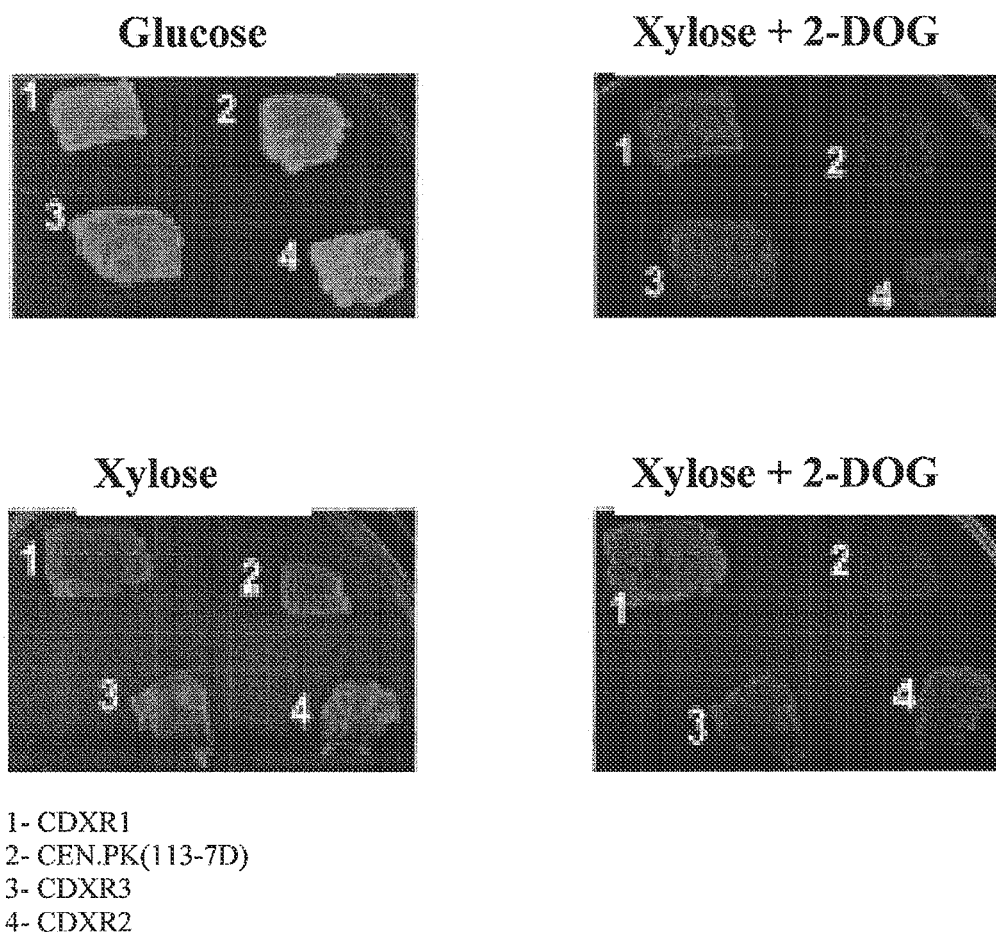 Glucose
Xylose + 2-DOG
1
2
3
4
1
2
3
4
Xylose
Xylose + 2-DOG
1
2
3
4
2
1
4
3
1- CDXR1
2- CEN.PK(113-7D)
3- CDXR3
4- CDXR2